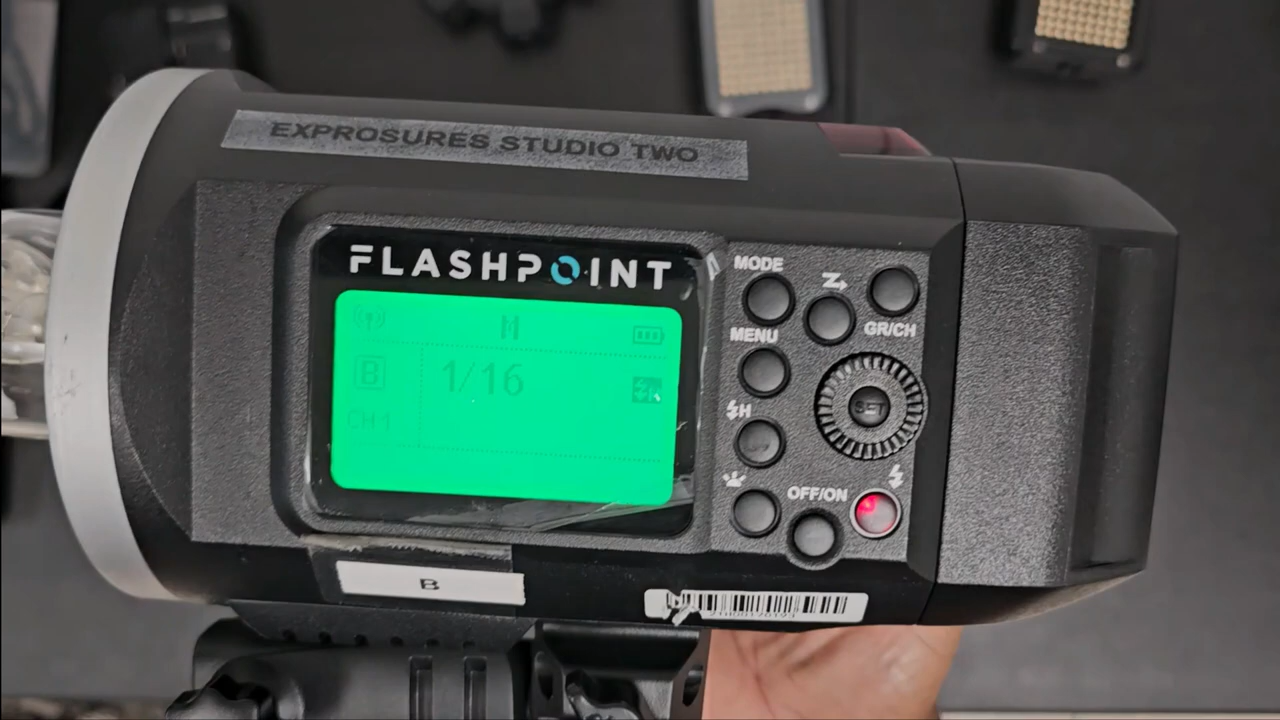 EXPROSURES STUDIO TWO
FLASHPOINT
M
B
1/16
CH1
MODE
Z
GR/CH
MENU
H
SET
OFF/ON
B